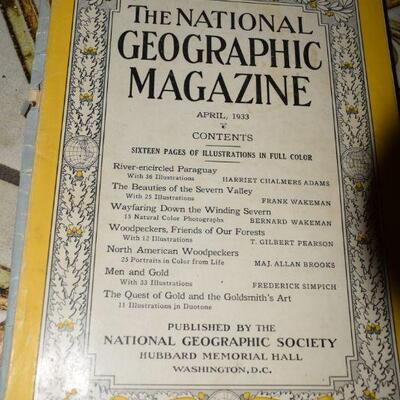 THE NATIONAL
GEOGRAPHIC
MAGAZINE
APRIL, 1933
CONTENTS
SIXTEEN PAGES OF ILLUSTRATIONS IN FULL COLOR
River-encircled Paraguay
With 36 Illustrations HARRIET CHALMERS ADAMS
The Beauties of the Severn Valley
With 25 Illustrations FRANK WAKEMAN
Wayfaring Down the Winding Severn
15 Natural Color Photographs BERNARD WAKEMAN
Woodpeckers, Friends of Our Forests
With 12 Illustrations T. GILBERT PEARSON
North American Woodpeckers
25 Portraits in Color from Life MAJ. ALLAN BROOKS
Men and Gold
With 33 Illustrations FREDERICK SIMPICH
The Quest of Gold and the Goldsmith's Art
11 Illustrations in Duotone
PUBLISHED BY THE
NATIONAL GEOGRAPHIC SOCIETY
HUBBARD MEMORIAL HALL
WASHINGTON, D.C.